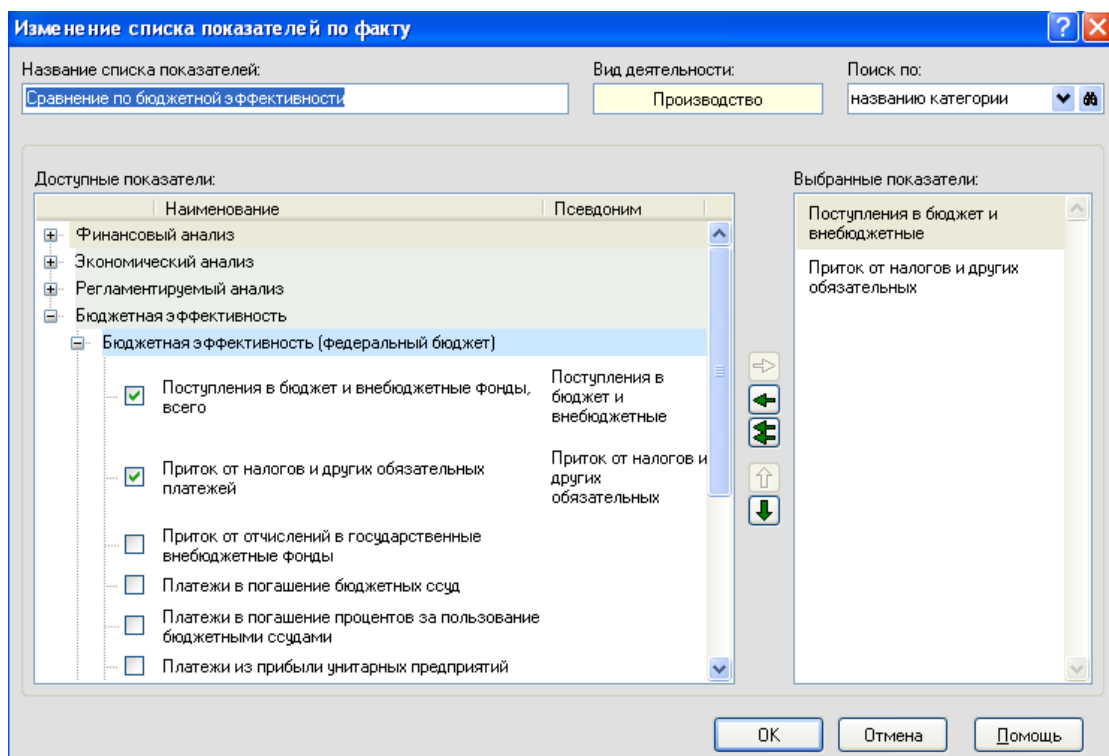 Изменение списка показателей по факту
Название списка показателей:
Вид деятельности:
Поиск по:
Сравнение по бюджетной эффективности
Производство
названию категории
Доступные показатели:
Выбранные показатели:
Наименование
Псевдоним
Финансовый анализ
Экономический анализ
Регламентируемый анализ
Бюджетная эффективность
Бюджетная эффективность (федеральный бюджет)
Поступления в бюджет и внебюджетные фонды,
всего
Поступления в
бюджет и
внебюджетные
Приток от налогов и других обязательных
платежей
Приток от налогов и
других
обязательных
Приток от отчислений в государственные
внебюджетные фонды
Платежи в погашение бюджетных ссуд
Платежи в погашение процентов за пользование
бюджетными ссудами
Платежи из прибыли унитарных предприятий
Поступления в бюджет и
внебюджетные
Приток от налогов и других
обязательных
OK
Отмена
Помощь